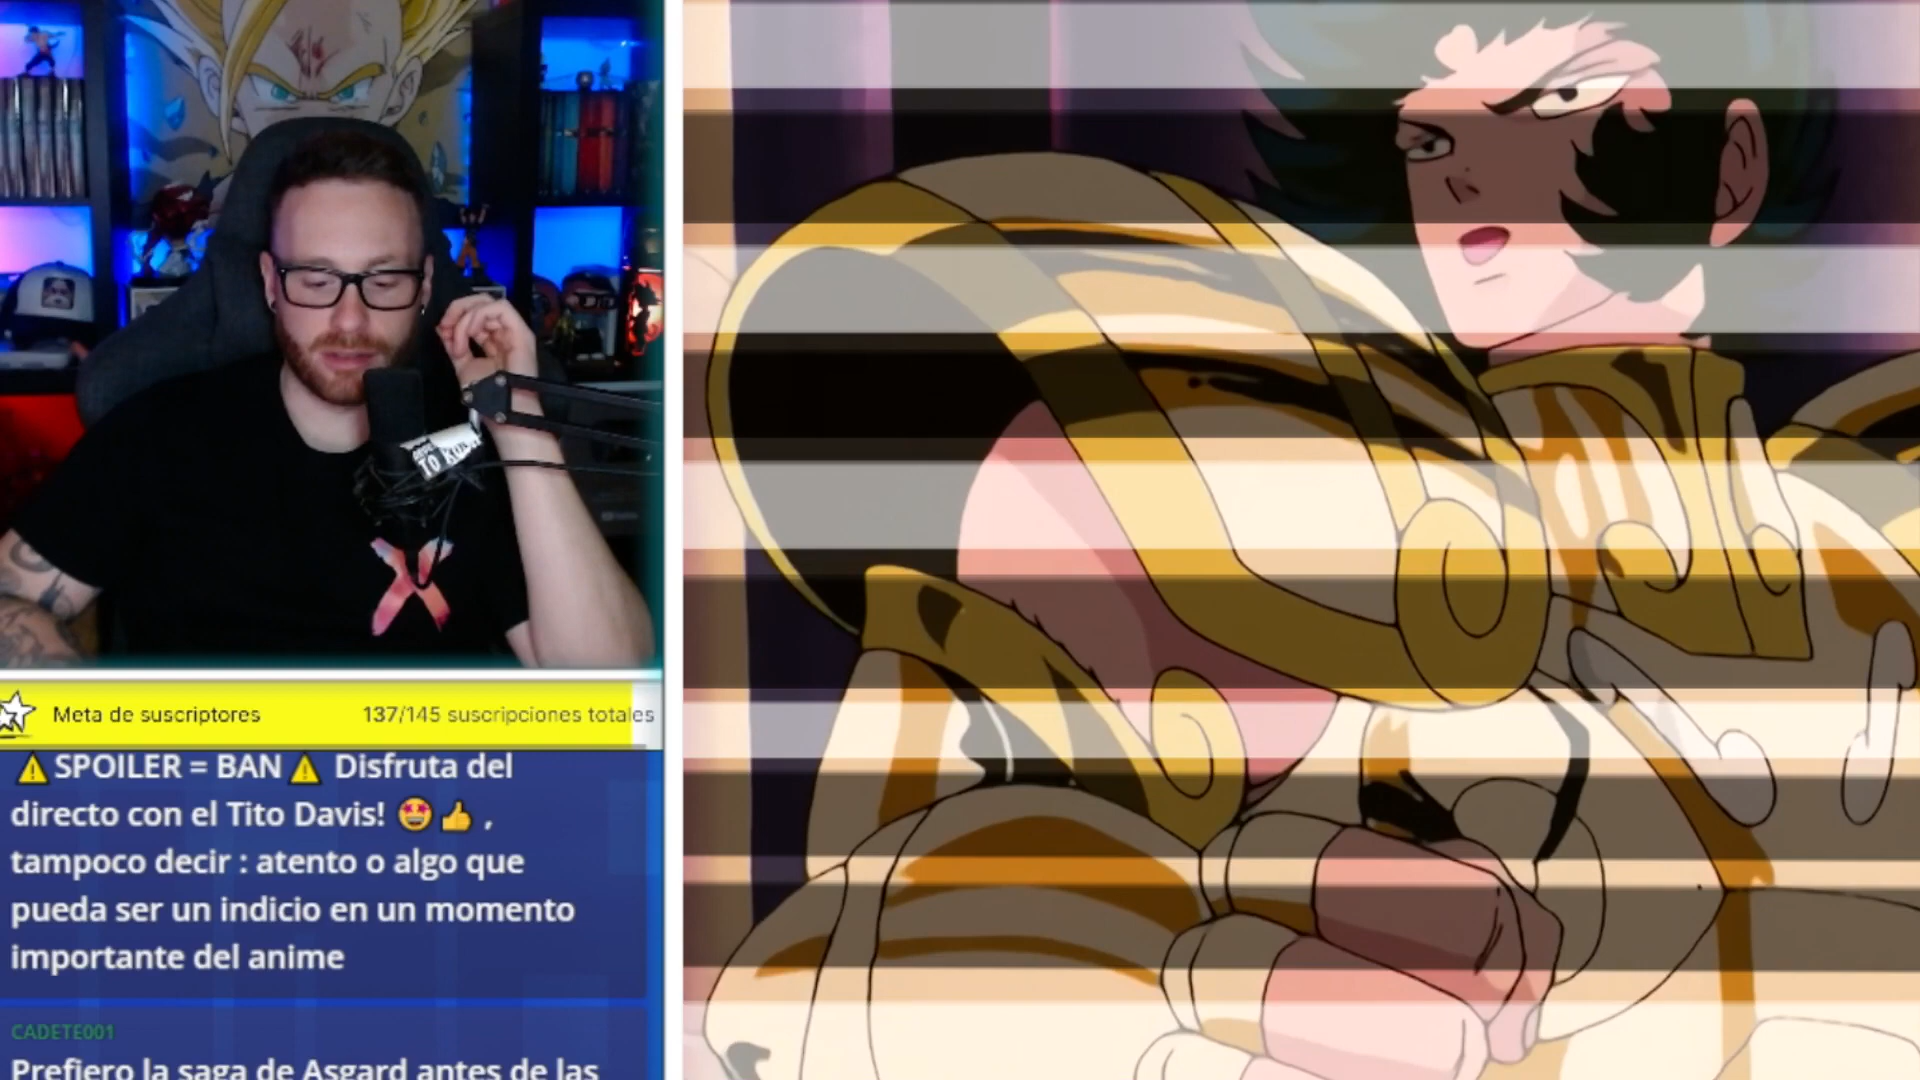 Meta de suscriptores 137/145 suscripciones totales
⚠️SPOILER = BAN⚠️ Disfruta del
directo con el Tito Davis! 🤩👍 ,
tampoco decir : atento o algo que
pueda ser un indicio en un momento
importante del anime
CADETE001
Prefiero la saga de Asgard antes de las